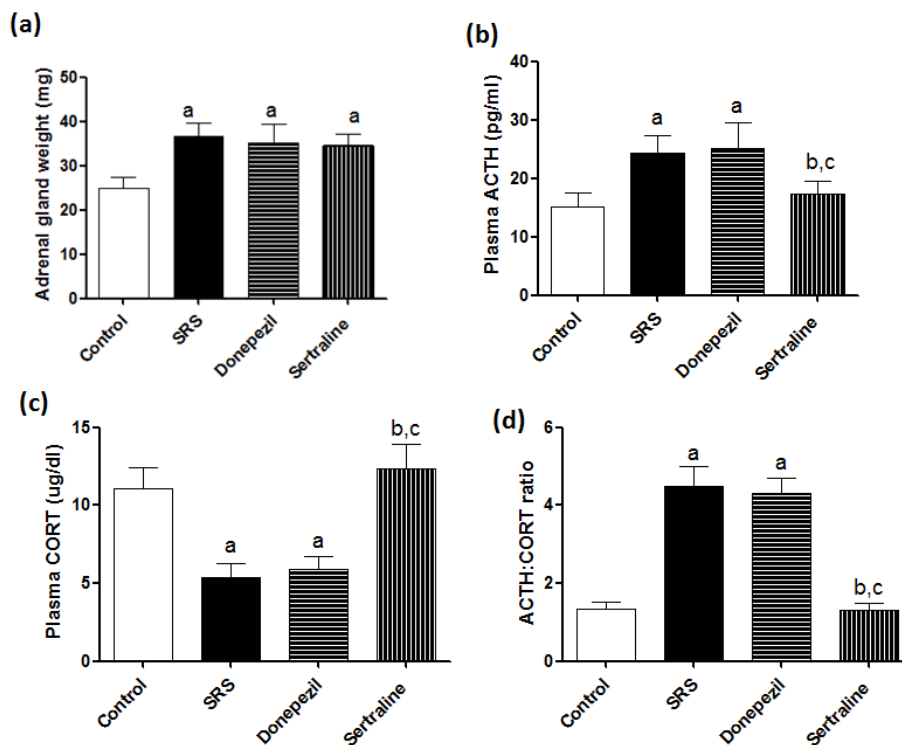 (a)
Adrenal gland weight (mg)
50
40
30
20
10
0
a
a
a
Control
SRS
Donepezil
Sertraline
(b)
Plasma ACTH (pg/ml)
40
30
20
10
0
a
a
b,c
Control
SRS
Donepezil
Sertraline
(c)
Plasma CORT (ug/dl)
15
10
5
0
a
a
b,c
Control
SRS
Donepezil
Sertraline
(d)
ACTH:CORT ratio
6
4
2
0
a
a
b,c
Control
SRS
Donepezil
Sertraline